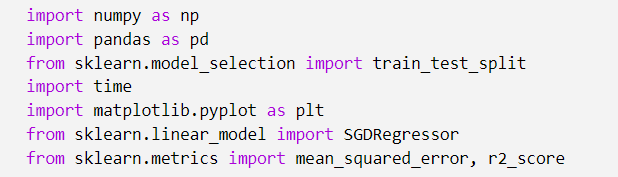 import numpy as np
import pandas as pd
from sklearn.model_selection import train_test_split
import time
import matplotlib.pyplot as plt
from sklearn.linear_model import SGDRegressor
from sklearn.metrics import mean_squared_error, r2_score